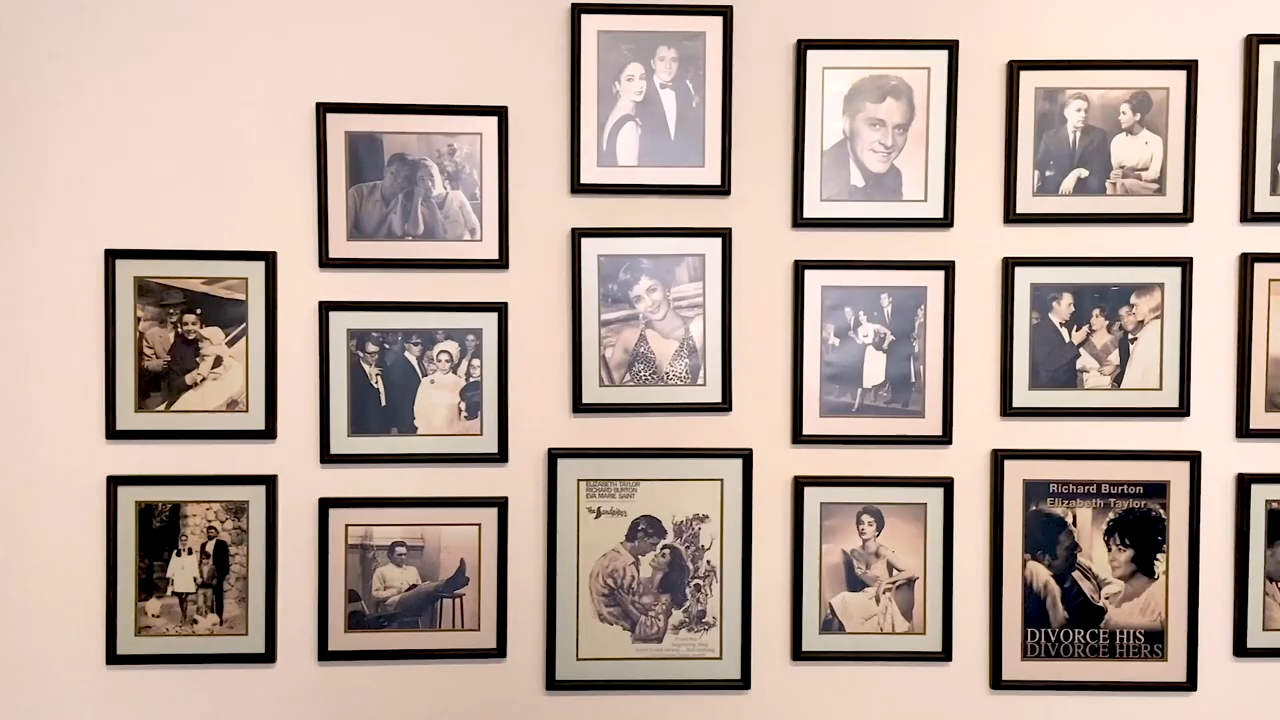 ELIZABETH TAYLOR
RICHARD BURTON
EVA MARIE SAINT
The Sandpiper
Richard Burton
Elizabeth Taylor
DIVORCE HIS
DIVORCE HERS